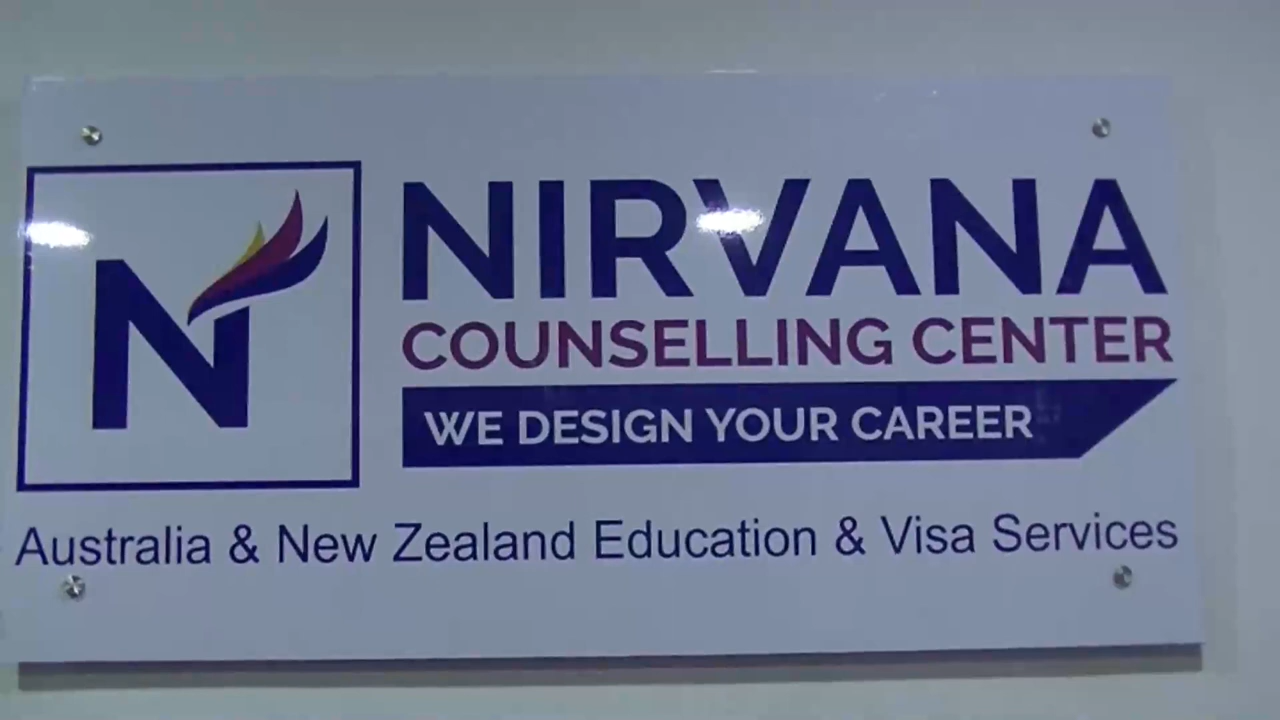 N
NIRVANA
COUNSELLING CENTER
WE DESIGN YOUR CAREER
Australia & New Zealand Education & Visa Services